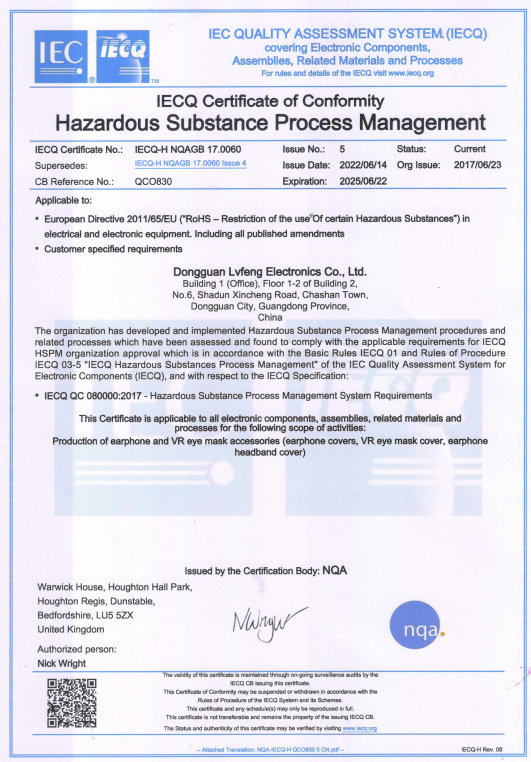 IEC
IECQ
®
TM
IEC QUALITY ASSESSMENT SYSTEM (IECQ)
covering Electronic Components,
Assemblies, Related Materials and Processes
For rules and details of the IECQ visit www.iecq.org
IECQ Certificate of Conformity
Hazardous Substance Process Management
IECQ Certificate No.: IECQ-H NQAGB 17.0060 Issue No.: 5 Status: Current
Supersedes: IECQ-H NQAGB 17.0060 Issue 4 Issue Date: 2022/06/14 Org Issue: 2017/06/23
CB Reference No.: QCO830 Expiration: 2025/06/22
Applicable to:
• European Directive 2011/65/EU ("RoHS – Restriction of the use Of certain Hazardous Substances") in
electrical and electronic equipment. Including all published amendments
• Customer specified requirements
Dongguan Lvfeng Electronics Co., Ltd.
Building 1 (Office), Floor 1-2 of Building 2,
No.6, Shadun Xincheng Road, Chashan Town,
Dongguan City, Guangdong Province,
China
The organization has developed and implemented Hazardous Substance Process Management procedures and
related processes which have been assessed and found to comply with the applicable requirements for IECQ
HSPM organization approval which is in accordance with the Basic Rules IECQ 01 and Rules of Procedure
IECQ 03-5 "IECQ Hazardous Substances Process Management" of the IEC Quality Assessment System for
Electronic Components (IECQ), and with respect to the IECQ Specification:
• IECQ QC 080000:2017 - Hazardous Substance Process Management System Requirements
This Certificate is applicable to all electronic components, assemblies, related materials and
processes for the following scope of activities:
Production of earphone and VR eye mask accessories (earphone covers, VR eye mask cover, earphone
headband cover)
Issued by the Certification Body: NQA
Warwick House, Houghton Hall Park,
Houghton Regis, Dunstable,
Bedfordshire, LU5 5ZX
United Kingdom
NWright
nqa.
Authorized person:
Nick Wright
The validity of this certificate is maintained through on-going surveillance audits by the
IECQ CB issuing this certificate.
This Certificate of Conformity may be suspended or withdrawn in accordance with the
Rules of Procedure of the IECQ System and its Schemes.
This certificate and any schedule(s) may only be reproduced in full.
This certificate is not transferable and remains the property of the issuing IECQ CB.
The Status and authenticity of this certificate may be verified by visiting www.iecq.org
-- Attached Translation: NQA-IECQ-H QCO830 5 CN.pdf --
IECQ-H Rev. 08